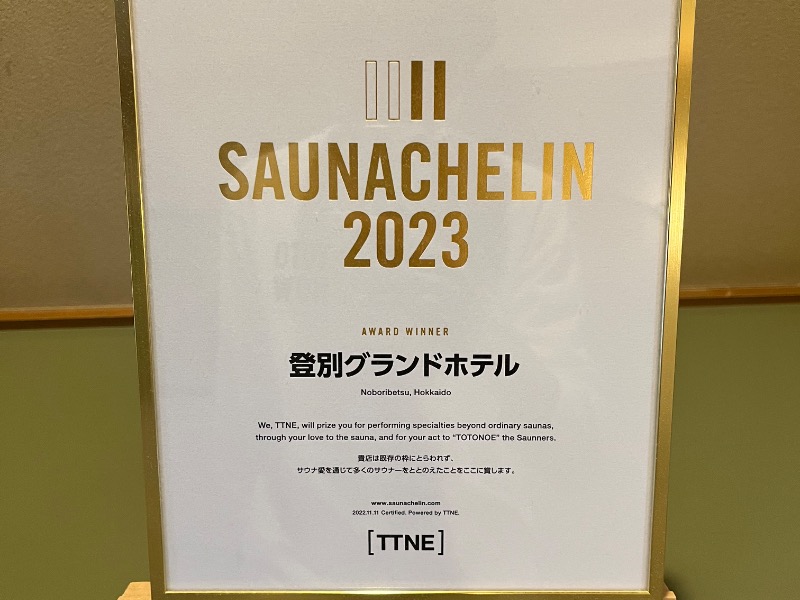 SAUNACHELIN
2023
AWARD WINNER
登別グランドホテル
Noboribetsu, Hokkaido
We, TTNE, will prize you for performing specialties beyond ordinary saunas,
through your love to the sauna, and for your act to "TOTONOE" the Saunners.
貴店は既存の枠にとらわれず、
サウナ愛を通じて多くのサウナーをととのえたことをここに賞します。
www.saunachelin.com
2022.11.11 Certified. Powered by TTNE.
[TTNE]